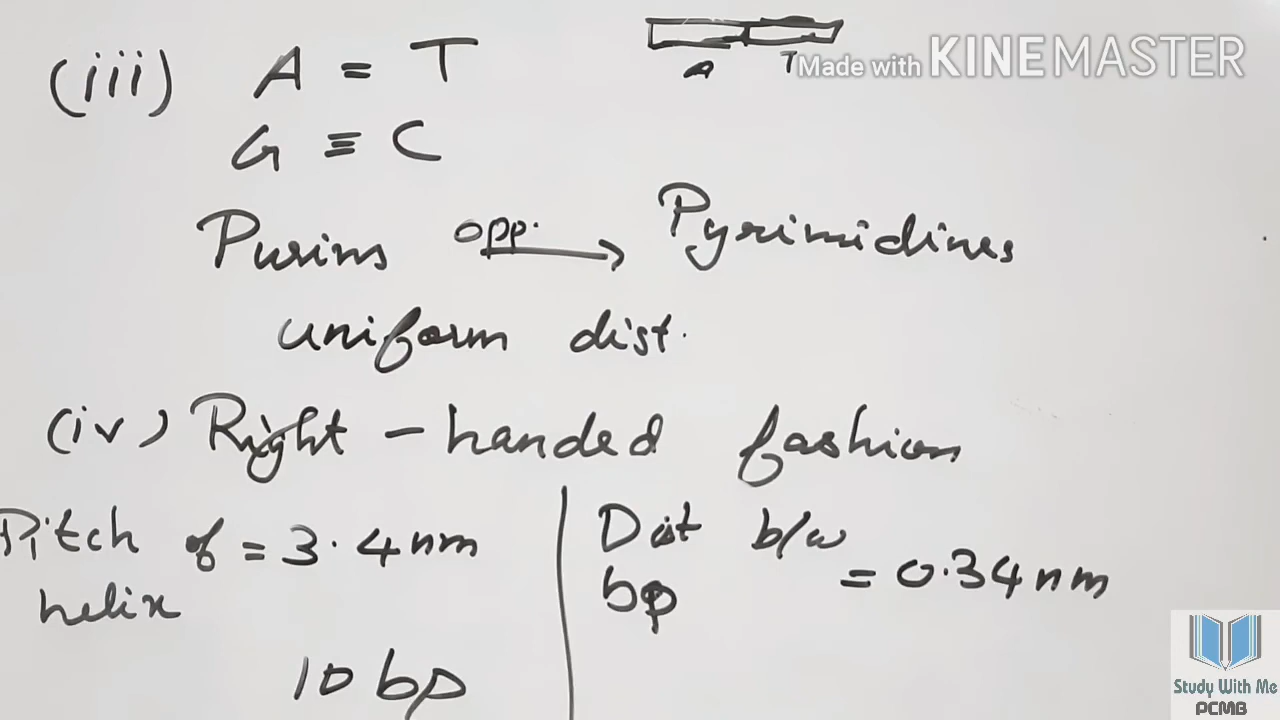 (iii) A = T
A T
Made with KINEMASTER
G ≡ C
Purins opp. → Pyrimidines
uniform dist.
(iv) Right - handed fashion
Pitch of helix = 3.4 nm
10 bp
Dist b/w bp = 0.34 nm
Study With Me
PCMB